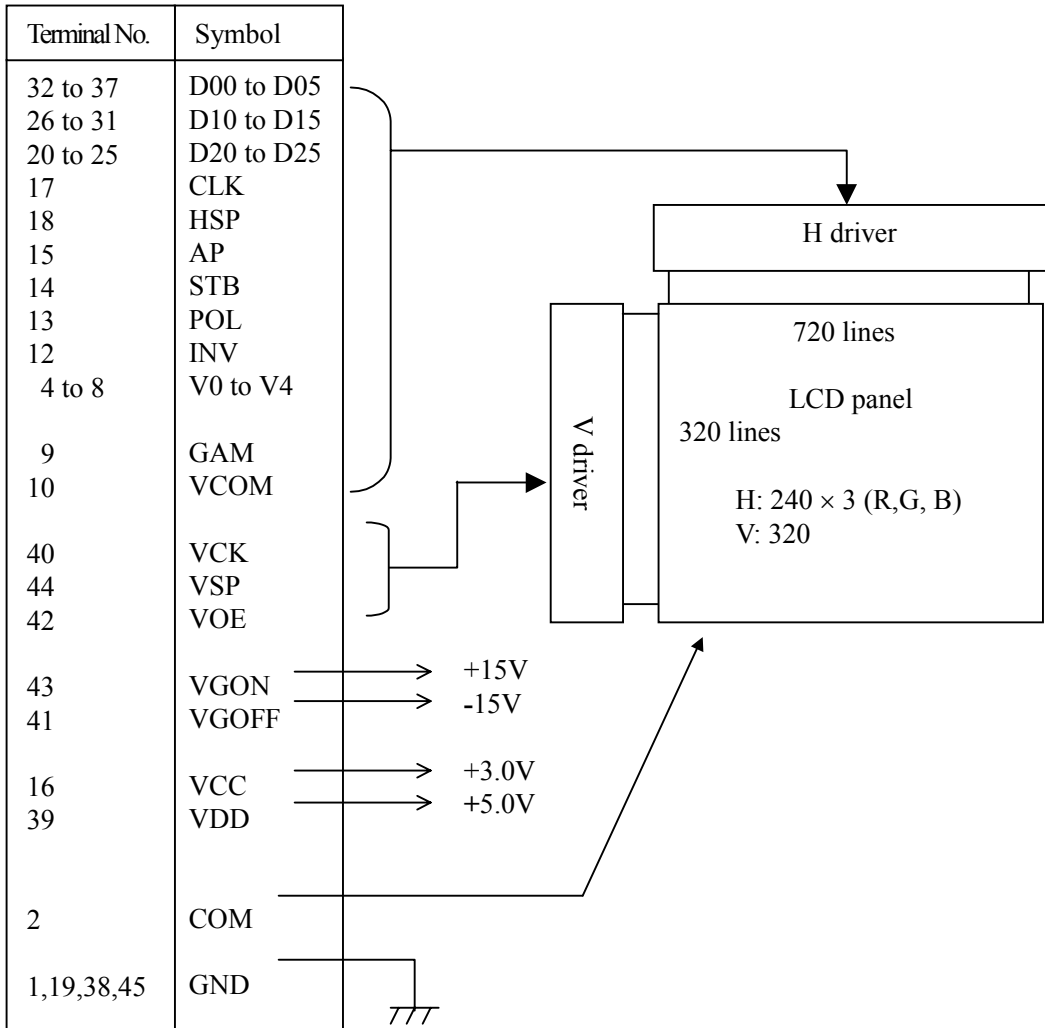 Terminal No. Symbol
32 to 37 D00 to D05
26 to 31 D10 to D15
20 to 25 D20 to D25
17 CLK
18 HSP
15 AP
14 STB
13 POL
12 INV
4 to 8 V0 to V4
9 GAM
10 VCOM
40 VCK
44 VSP
42 VOE
43 VGON +15V
41 VGOFF -15V
16 VCC +3.0V
39 VDD +5.0V
2 COM
1,19,38,45 GND
H driver
V driver
720 lines
LCD panel
320 lines
H: 240 × 3 (R,G, B)
V: 320